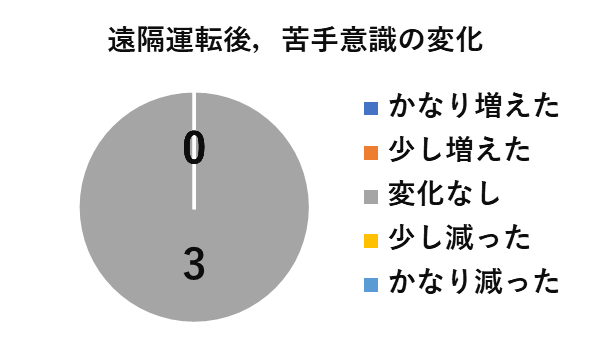 遠隔運転後，苦手意識の変化
0
3
かなり増えた
少し増えた
変化なし
少し減った
かなり減った